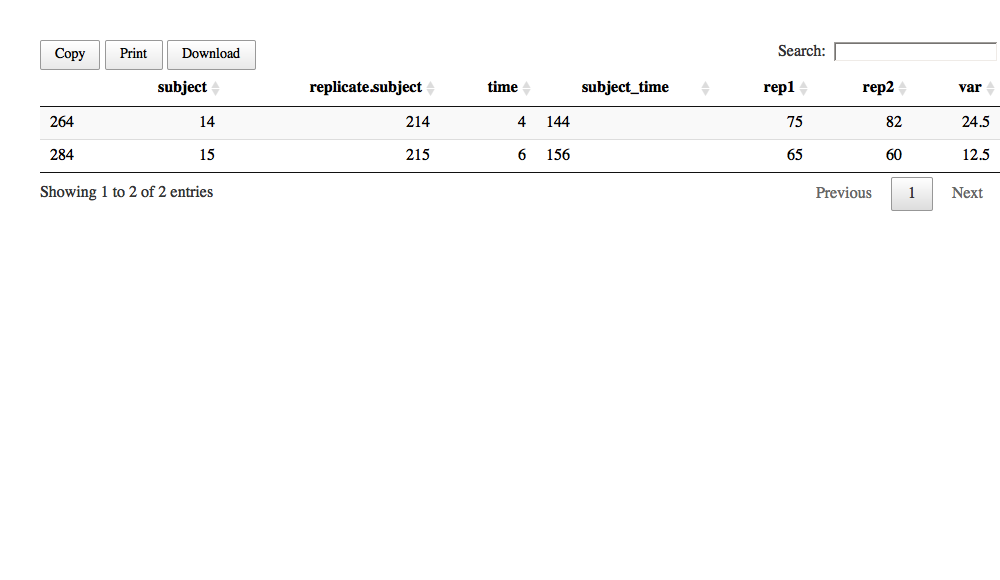 Copy Print Download Search:
subject replicate.subject time subject_time rep1 rep2 var
264 14 214 4 144 75 82 24.5
284 15 215 6 156 65 60 12.5
Showing 1 to 2 of 2 entries Previous 1 Next